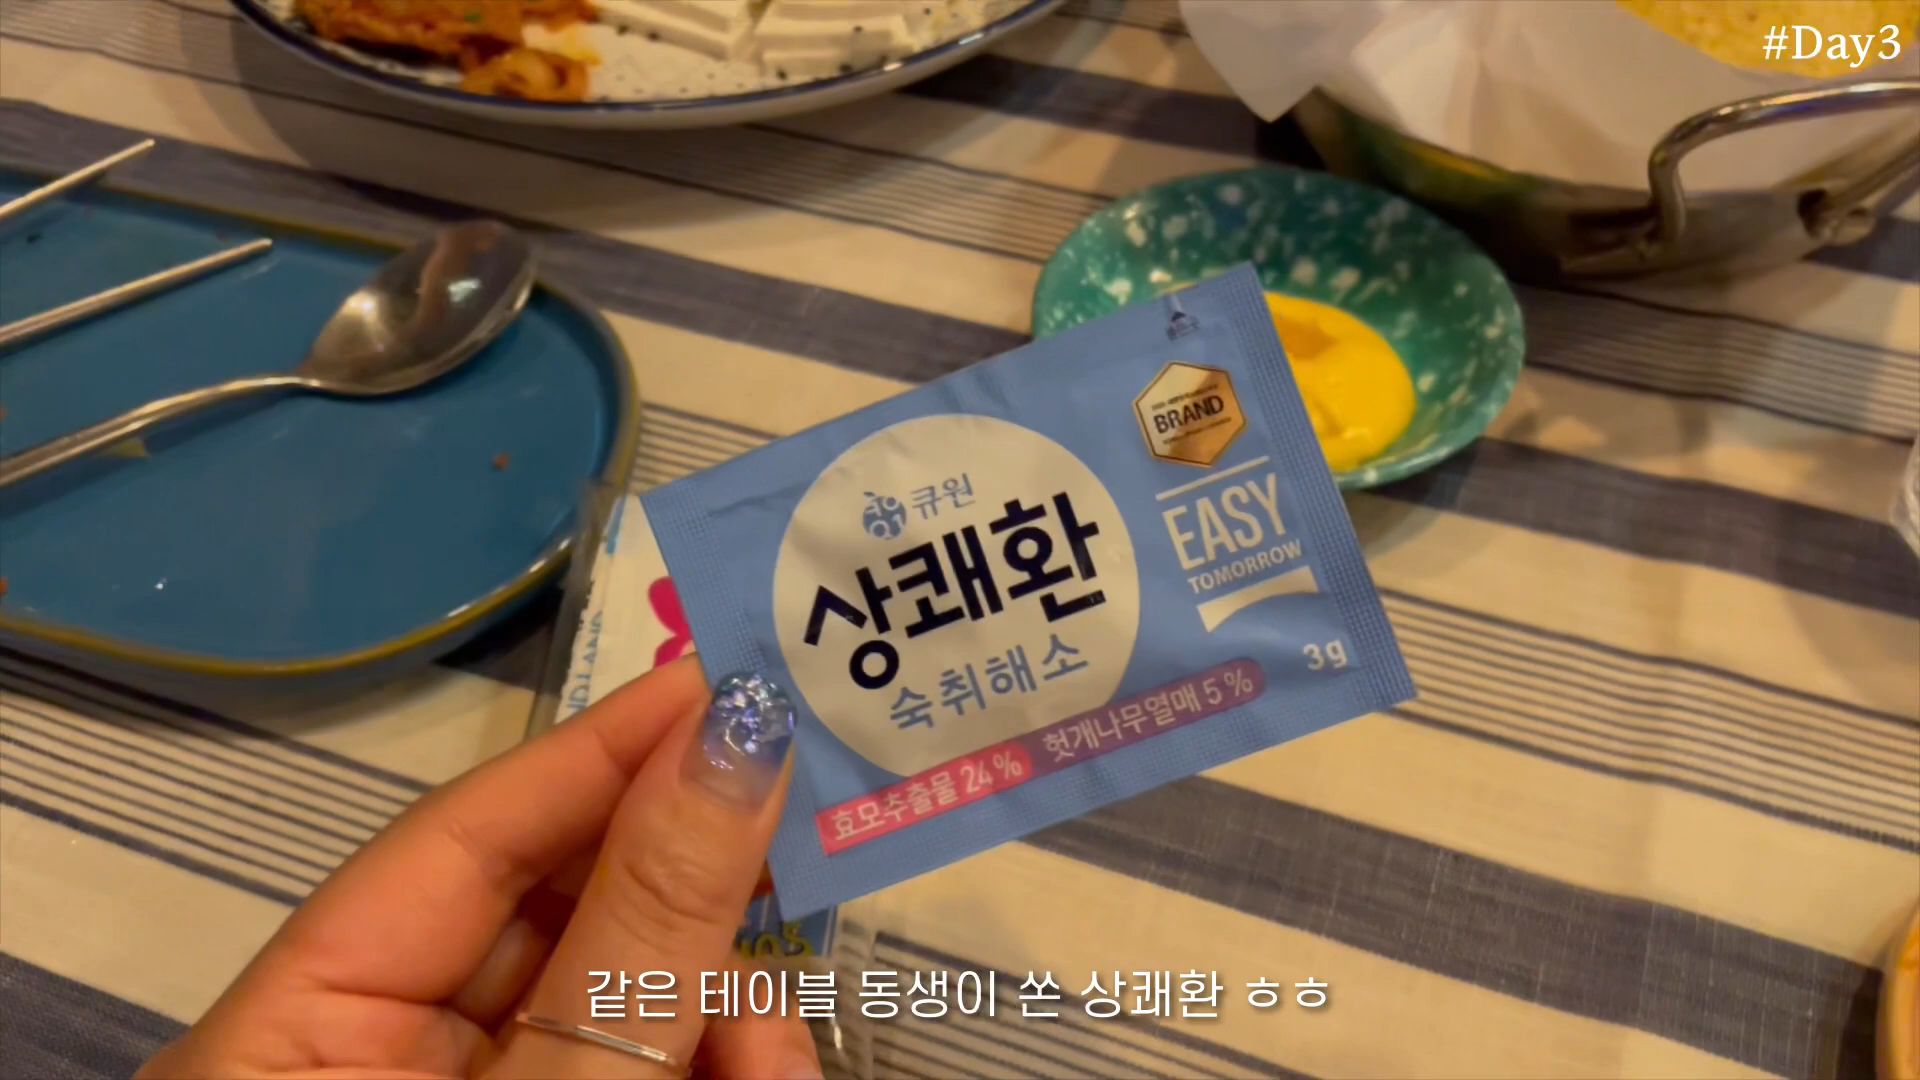 #Day3
BRAND
큐원
상쾌환
숙취해소
EASY
TOMORROW
3g
효모추출물 24% 헛개나무열매 5%
같은 테이블 동생이 쏜 상쾌환 ㅎㅎ